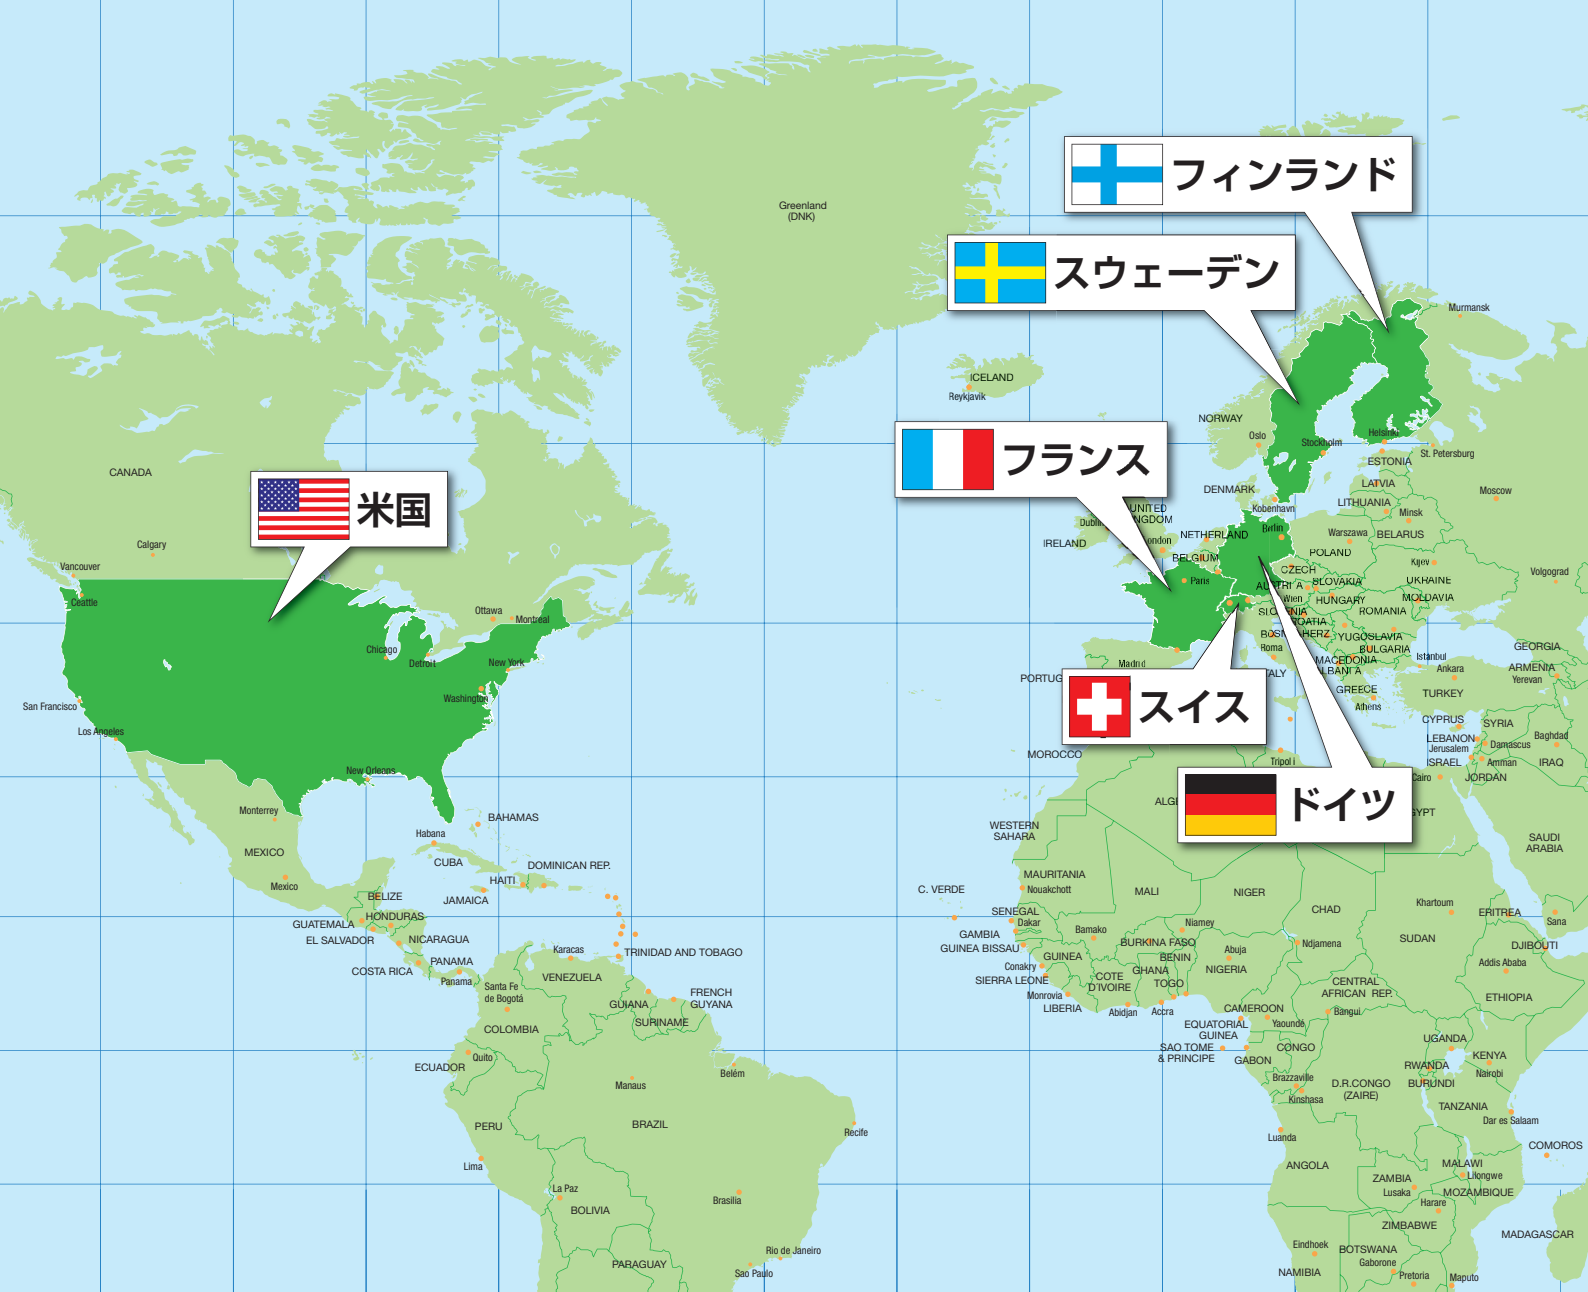 Greenland
(DNK)
フィンランド
スウェーデン
Murmansk
ICELAND
Reykjavik
NORWAY
Oslo
Stockholm
Helsinki
St. Petersburg
ESTONIA
フランス
CANADA
米国
LATVIA
DENMARK
Kobenhavn
LITHUANIA
Moscow
Minsk
UNITED
NGDOM
Dublin
IRELAND
ondon
NETHERLAND
BELGIUM
Berlin
Warszawa
BELARUS
POLAND
Kijev
CZECH
Paris
SLOVAKIA
UKRAINE
Volgograd
Wien
HUNGARY
MOLDAVIA
ROMANIA
YUGOSLAVIA
BULGARIA
Roma
MACEDONIA
Istanbul
Ankara
GEORGIA
ARMENIA
Yerevan
Calgary
Vancouver
Ceattle
Ottawa
Montreal
Chicago
Detroit
New York
Washington
San Francisco
Los Angeles
New Orleans
Madrid
PORTUG
スイス
TALY
GREECE
Athens
TURKEY
CYPRUS
SYRIA
LEBANON
Damascus
Jerusalem
Baghdad
ISRAEL
Amman
IRAQ
JORDAN
Cairo
MOROCCO
Tripoli
ドイツ
ALG
YPT
Monterrey
MEXICO
Mexico
Habana
BAHAMAS
CUBA
DOMINICAN REP.
HAITI
JAMAICA
BELIZE
HONDURAS
GUATEMALA
EL SALVADOR
NICARAGUA
COSTA RICA
PANAMA
Panama
Karacas
TRINIDAD AND TOBAGO
VENEZUELA
Santa Fe
de Bogotá
GUIANA
FRENCH
GUYANA
SURINAME
COLOMBIA
Quito
ECUADOR
Belém
Manaus
PERU
BRAZIL
Recife
Lima
La Paz
Brasilia
BOLIVIA
Rio de Janeiro
PARAGUAY
Sao Paulo
WESTERN
SAHARA
SAUDI
ARABIA
MAURITANIA
Nouakchott
C. VERDE
MALI
NIGER
CHAD
Khartoum
ERITREA
Sana
SENEGAL
Dakar
GAMBIA
GUINEA BISSAU
Bamako
Niamey
BURKINA FASO
Ndjamena
SUDAN
DJIBOUTI
GUINEA
BENIN
Abuja
Conakry
GHANA
NIGERIA
Addis Ababa
SIERRA LEONE
COTE
D'IVOIRE
TOGO
CENTRAL
AFRICAN REP.
ETHIOPIA
Monrovia
LIBERIA
Abidjan
Accra
CAMEROON
Yaoundé
Bangui
EQUATORIAL
GUINEA
SAO TOME
& PRINCIPE
CONGO
GABON
UGANDA
KENYA
Nairobi
RWANDA
BURUNDI
Brazzaville
Kinshasa
D.R.CONGO
(ZAIRE)
TANZANIA
Dar es Salaam
Luanda
COMOROS
ANGOLA
MALAWI
Lilongwe
ZAMBIA
Lusaka
MOZAMBIQUE
Harare
ZIMBABWE
MADAGASCAR
Eindhoek
BOTSWANA
Gaborone
NAMIBIA
Pretoria
Maputo